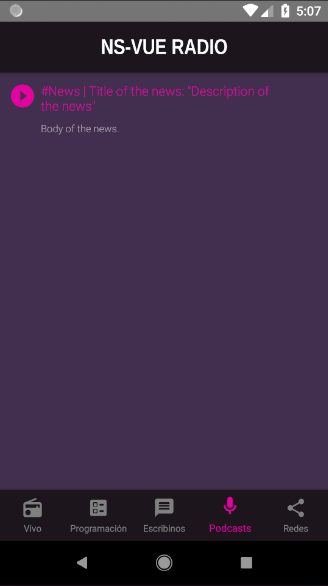 5:07
NS-VUE RADIO
#News | Title of the news: "Description of
the news"
Body of the news.
Vivo
Programación
Escribinos
Podcasts
Redes